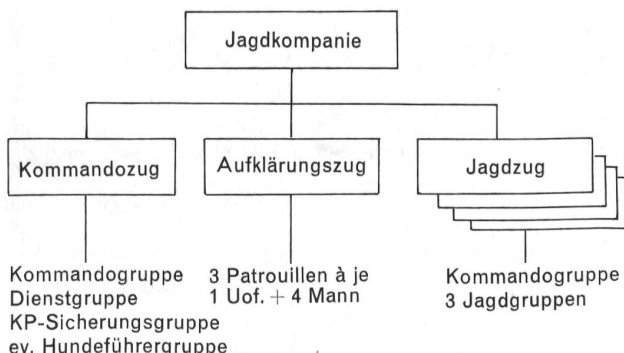 Jagdkompanie
Kommandozug
Aufklärungszug
Jagdzug
Kommandogruppe
Dienstgruppe
KP-Sicherungsgruppe
ev. Hundeführergruppe
3 Patrouillen à je
1 Uof. + 4 Mann
Kommandogruppe
3 Jagdgruppen